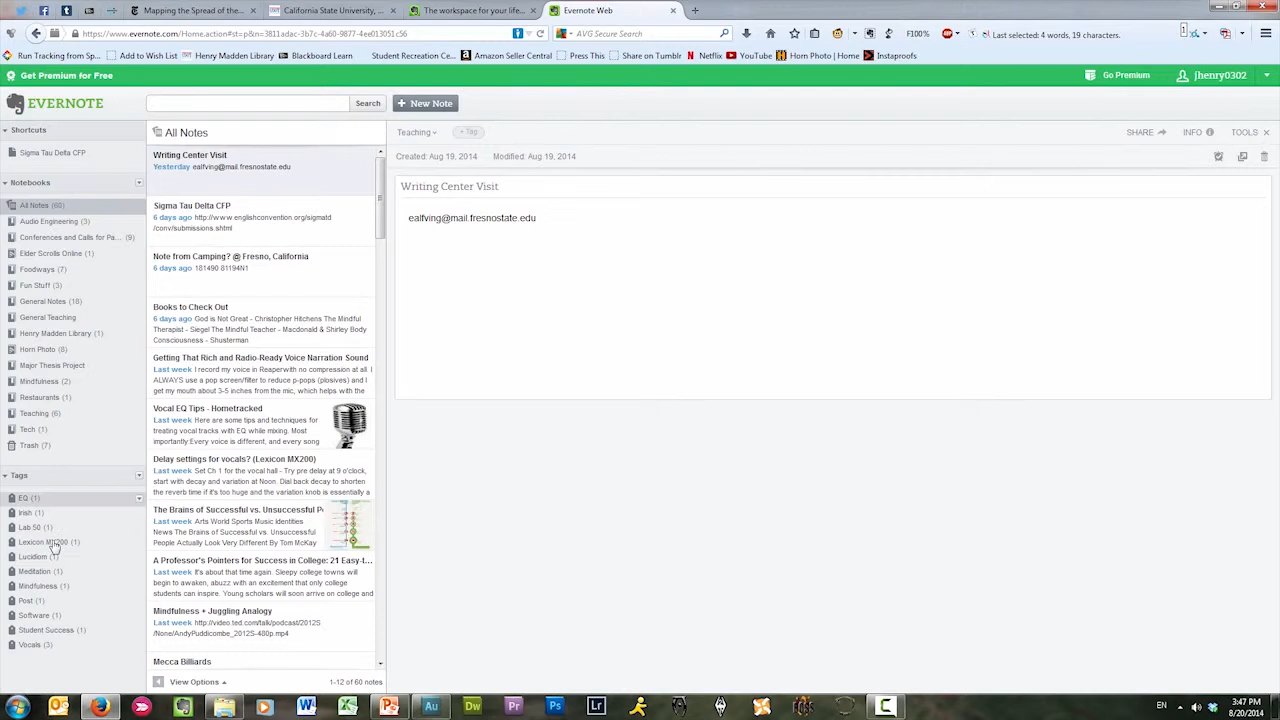 Mapping the spread of drought...
California State University, ...
The workspace for your life...
Evernote Web
https://www.evernote.com/Home.action#st=p&n=3811adac-3b7c-4a60-9877-4ee013051c56
AVG Secure Search
F100%
Last selected: 4 words, 19 characters.
Run Tracking from Sp...
Add to Wish List
Henry Madden Library
Blackboard Learn
Student Recreation Ce...
Amazon Seller Central
Press This
Share on Tumblr
Netflix
YouTube
Horn Photo | Home
Instaproofs
Get Premium for Free
Go Premium
jhenry0302
EVERNOTE
Search
+ New Note
Shortcuts
Sigma Tau Delta CFP
Notebooks
All Notes (60)
Audio Engineering (3)
Conferences and Calls for Pa... (9)
Elder Scrolls Online (1)
Foodways (7)
Fun Stuff (3)
General Notes (18)
General Teaching
Henry Madden Library (1)
Horn Photo (8)
Major Thesis Project
Mindfulness (2)
Restaurants (1)
Teaching (6)
Tech (1)
Trash (7)
Tags
EQ (1)
Irish (1)
Lab 50 (1)
Lexicon MX200 (1)
Lucidiom (1)
Meditation (1)
Mindfulness (1)
Post (1)
Software (1)
Student Success (1)
Vocals (3)
All Notes
Writing Center Visit
Yesterday ealfving@mail.fresnostate.edu
Sigma Tau Delta CFP
6 days ago http://www.englishconvention.org/sigmatd
/conv/submissions.shtml
Note from Camping? @ Fresno, California
6 days ago 181490 81194N1
Books to Check Out
6 days ago God is Not Great - Christopher Hitchens The Mindful
Therapist - Siegel The Mindful Teacher - Macdonald & Shirley Body
Consciousness - Shusterman
Getting That Rich and Radio-Ready Voice Narration Sound
Last week I record my voice in Reaper with no compression at all. I
ALWAYS use a pop screen/filter to reduce p-pops (plosives) and I
get my mouth about 3-5 inches from the mic, which helps with the
Vocal EQ Tips - Hometracked
Last week Here are some tips and techniques for
treating vocal tracks with EQ while mixing. Most
importantly:Every voice is different, and every song
Delay settings for vocals? (Lexicon MX200)
Last week Set Ch 1 for the vocal hall - Try pre delay at 9 o'clock,
start with decay and variation at Noon. Dial back decay to shorten
the reverb time if it's too huge and the variation knob is essentially a
The Brains of Successful vs. Unsuccessful P
Last week Arts World Sports Music Identities
News The Brains of Successful vs. Unsuccessful
People Actually Look Very Different By Tom McKay
A Professor's Pointers for Success in College: 21 Easy-t...
Last week It's about that time again. Sleepy college towns will
begin to awaken, abuzz with an excitement that only college
students can inspire. Young scholars will soon arrive on college and
Mindfulness + Juggling Analogy
Last week http://video.ted.com/talk/podcast/2012S
/None/AndyPuddicombe_2012S-480p.mp4
Mecca Billiards
View Options
1-12 of 60 notes
Teaching
+ Tag
SHARE
INFO
TOOLS
Created: Aug 19, 2014
Modified: Aug 19, 2014
Writing Center Visit
ealfving@mail.fresnostate.edu
Au
Dw
Pr
Ps
Lr
EN
3:47 PM
8/20/2014